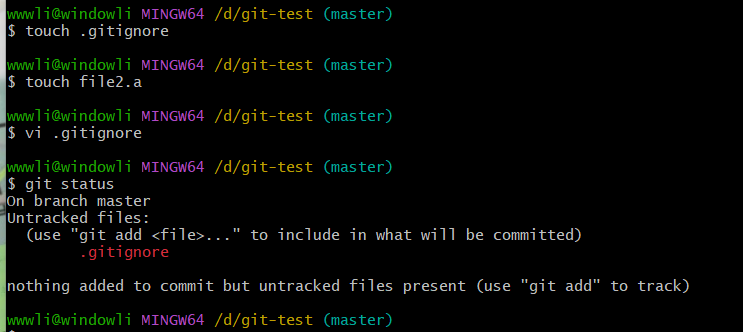 wwwli@windowli MINGW64 /d/git-test (master)
$ touch .gitignore
wwwli@windowli MINGW64 /d/git-test (master)
$ touch file2.a
wwwli@windowli MINGW64 /d/git-test (master)
$ vi .gitignore
wwwli@windowli MINGW64 /d/git-test (master)
$ git status
On branch master
Untracked files:
  (use "git add <file>..." to include in what will be committed)
        .gitignore
nothing added to commit but untracked files present (use "git add" to track)
wwwli@windowli MINGW64 /d/git-test (master)